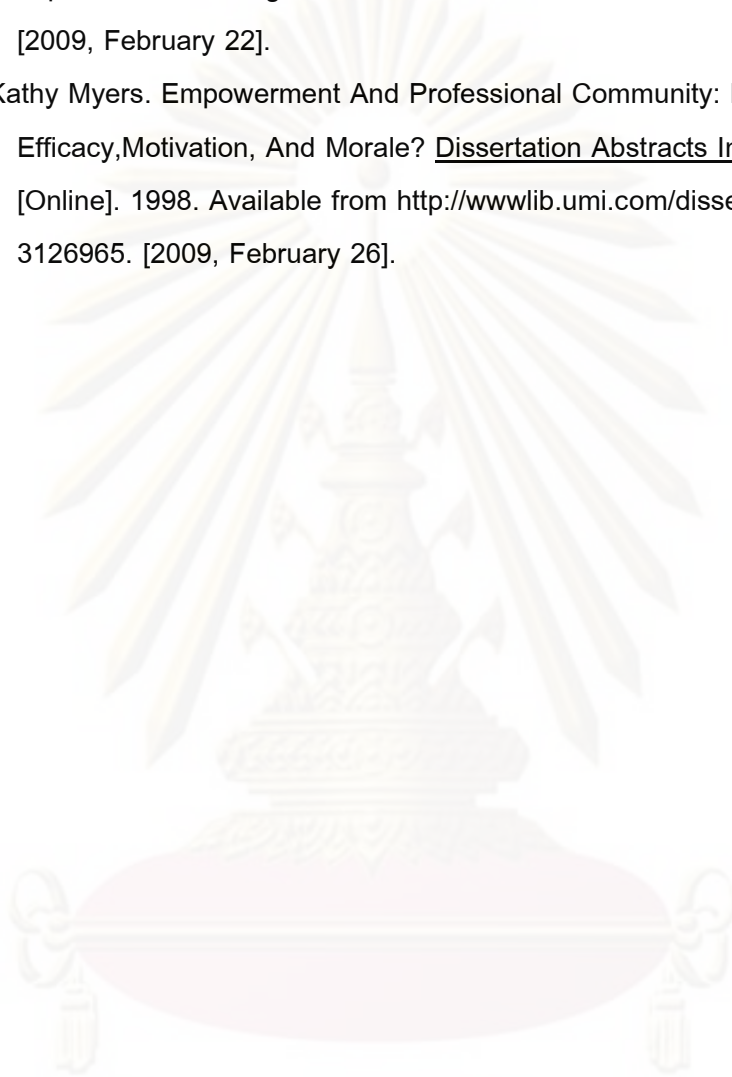 [2009, February 22].
Kathy Myers. Empowerment And Professional Community:
Efficacy,Motivation, And Morale? Dissertation Abstracts
[Online]. 1998. Available from http://wwwlib.umi.com/disse
3126965. [2009, February 26].